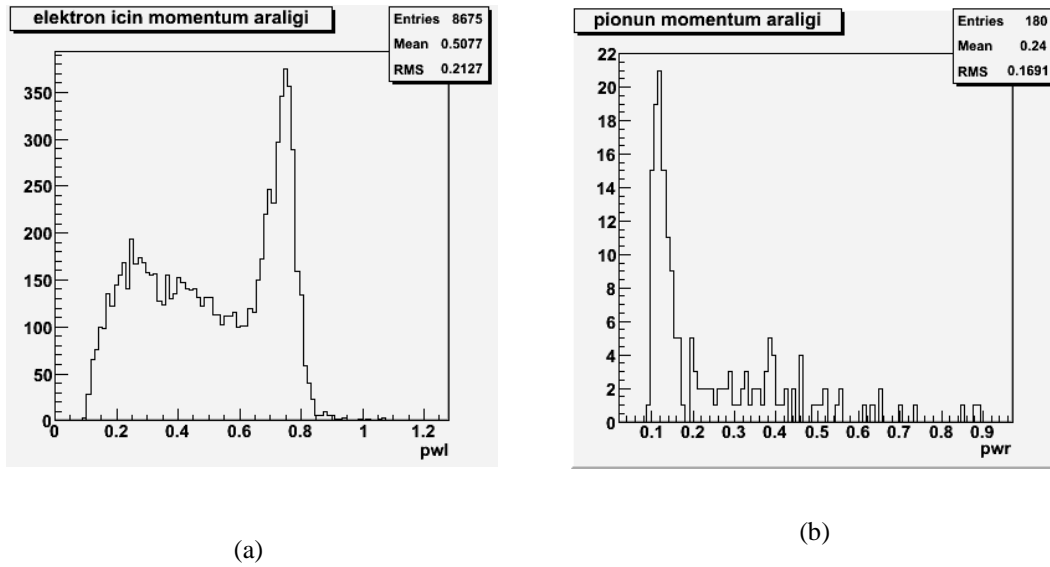 elektron icin momentum araligi
Entries 8675
Mean 0.5077
RMS 0.2127
350
300
250
200
150
100
50
0
0 0.2 0.4 0.6 0.8 1 1.2
pwl
(a)
pionun momentum araligi
Entries 180
Mean 0.24
RMS 0.1691
22
20
18
16
14
12
10
8
6
4
2
0
0.1 0.2 0.3 0.4 0.5 0.6 0.7 0.8 0.9
pwr
(b)